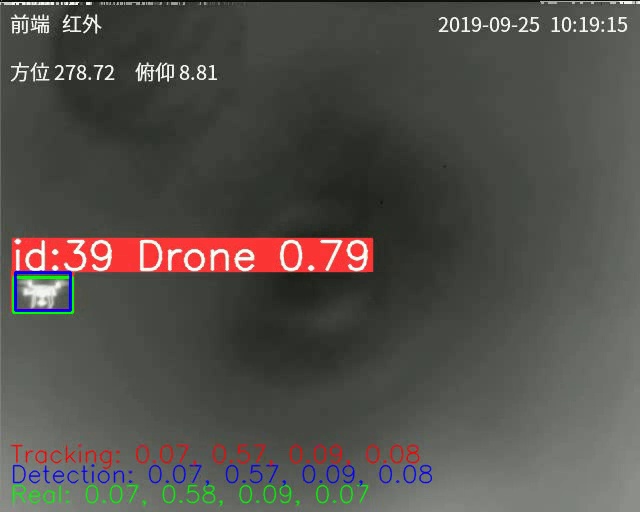 前端 红外
2019-09-25 10:19:15
方位 278.72 俯仰 8.81
id:39 Drone 0.79
Tracking: 0.07, 0.57, 0.09, 0.08
Detection: 0.07, 0.57, 0.09, 0.08
Real: 0.07, 0.58, 0.09, 0.07